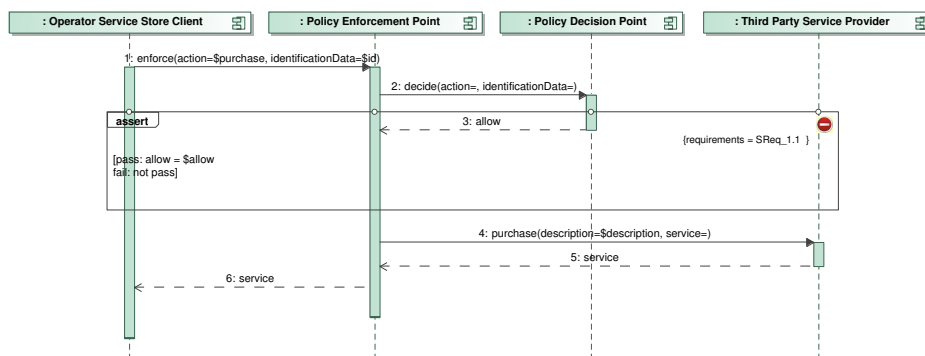 : Operator Service Store Client
: Policy Enforcement Point
: Policy Decision Point
: Third Party Service Provider
1: enforce(action=$purchase, identificationData=$id)
2: decide(action=, identificationData=)
assert
3: allow
{requirements = SReq_1.1 }
[pass: allow = $allow
fail: not pass]
4: purchase(description=$description, service=)
5: service
6: service